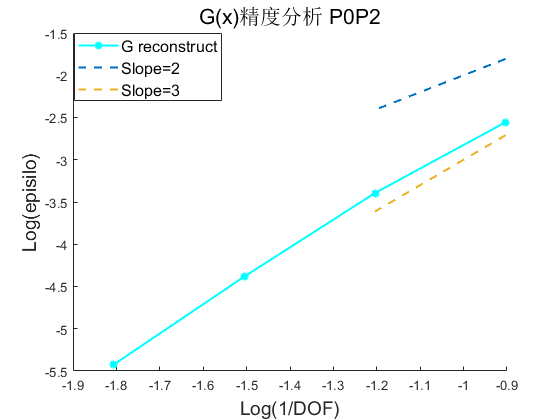 G(x)精度分析 P0P2
G reconstruct
Slope=2
Slope=3
Log(episilo)
-1.5
-2
-2.5
-3
-3.5
-4
-4.5
-5
-5.5
-1.9 -1.8 -1.7 -1.6 -1.5 -1.4 -1.3 -1.2 -1.1 -1 -0.9
Log(1/DOF)